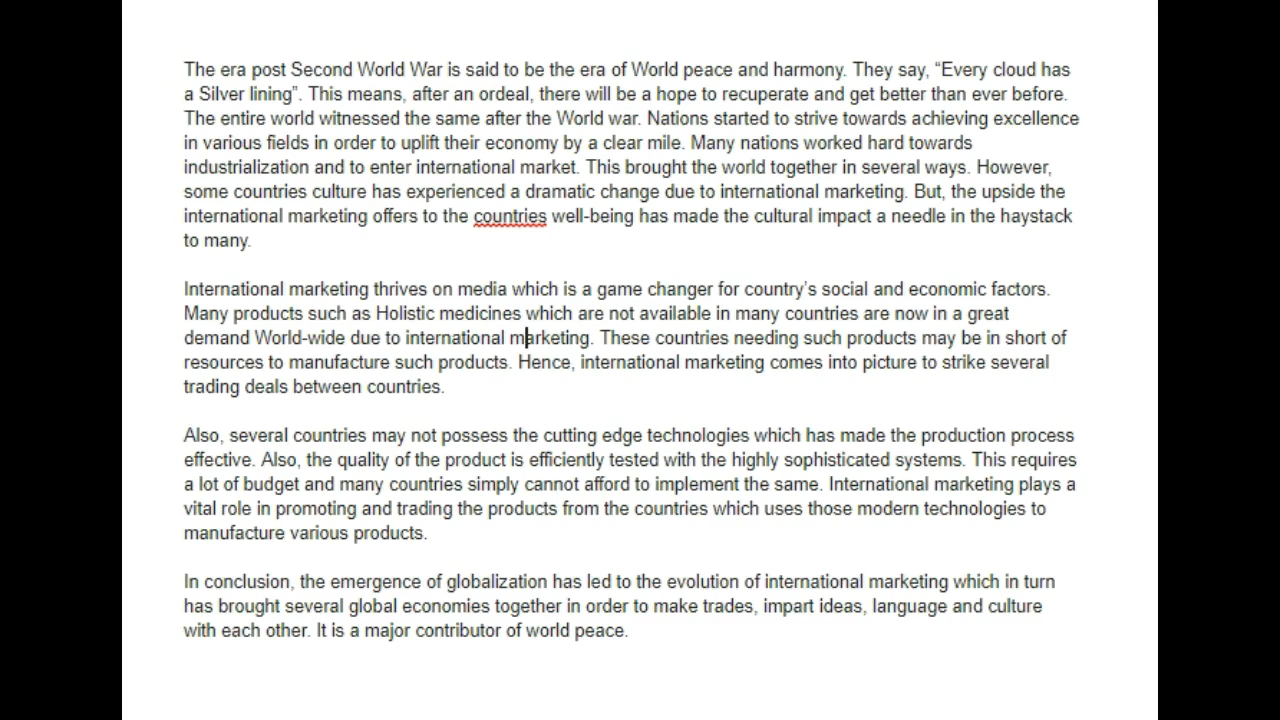 The era post Second World War is said to be the era of World peace and harmony. They say, “Every cloud has
a Silver lining”. This means, after an ordeal, there will be a hope to recuperate and get better than ever before.
The entire world witnessed the same after the World war. Nations started to strive towards achieving excellence
in various fields in order to uplift their economy by a clear mile. Many nations worked hard towards
industrialization and to enter international market. This brought the world together in several ways. However,
some countries culture has experienced a dramatic change due to international marketing. But, the upside the
international marketing offers to the countries well-being has made the cultural impact a needle in the haystack
to many.
International marketing thrives on media which is a game changer for country’s social and economic factors.
Many products such as Holistic medicines which are not available in many countries are now in a great
demand World-wide due to international marketing. These countries needing such products may be in short of
resources to manufacture such products. Hence, international marketing comes into picture to strike several
trading deals between countries.
Also, several countries may not possess the cutting edge technologies which has made the production process
effective. Also, the quality of the product is efficiently tested with the highly sophisticated systems. This requires
a lot of budget and many countries simply cannot afford to implement the same. International marketing plays a
vital role in promoting and trading the products from the countries which uses those modern technologies to
manufacture various products.
In conclusion, the emergence of globalization has led to the evolution of international marketing which in turn
has brought several global economies together in order to make trades, impart ideas, language and culture
with each other. It is a major contributor of world peace.